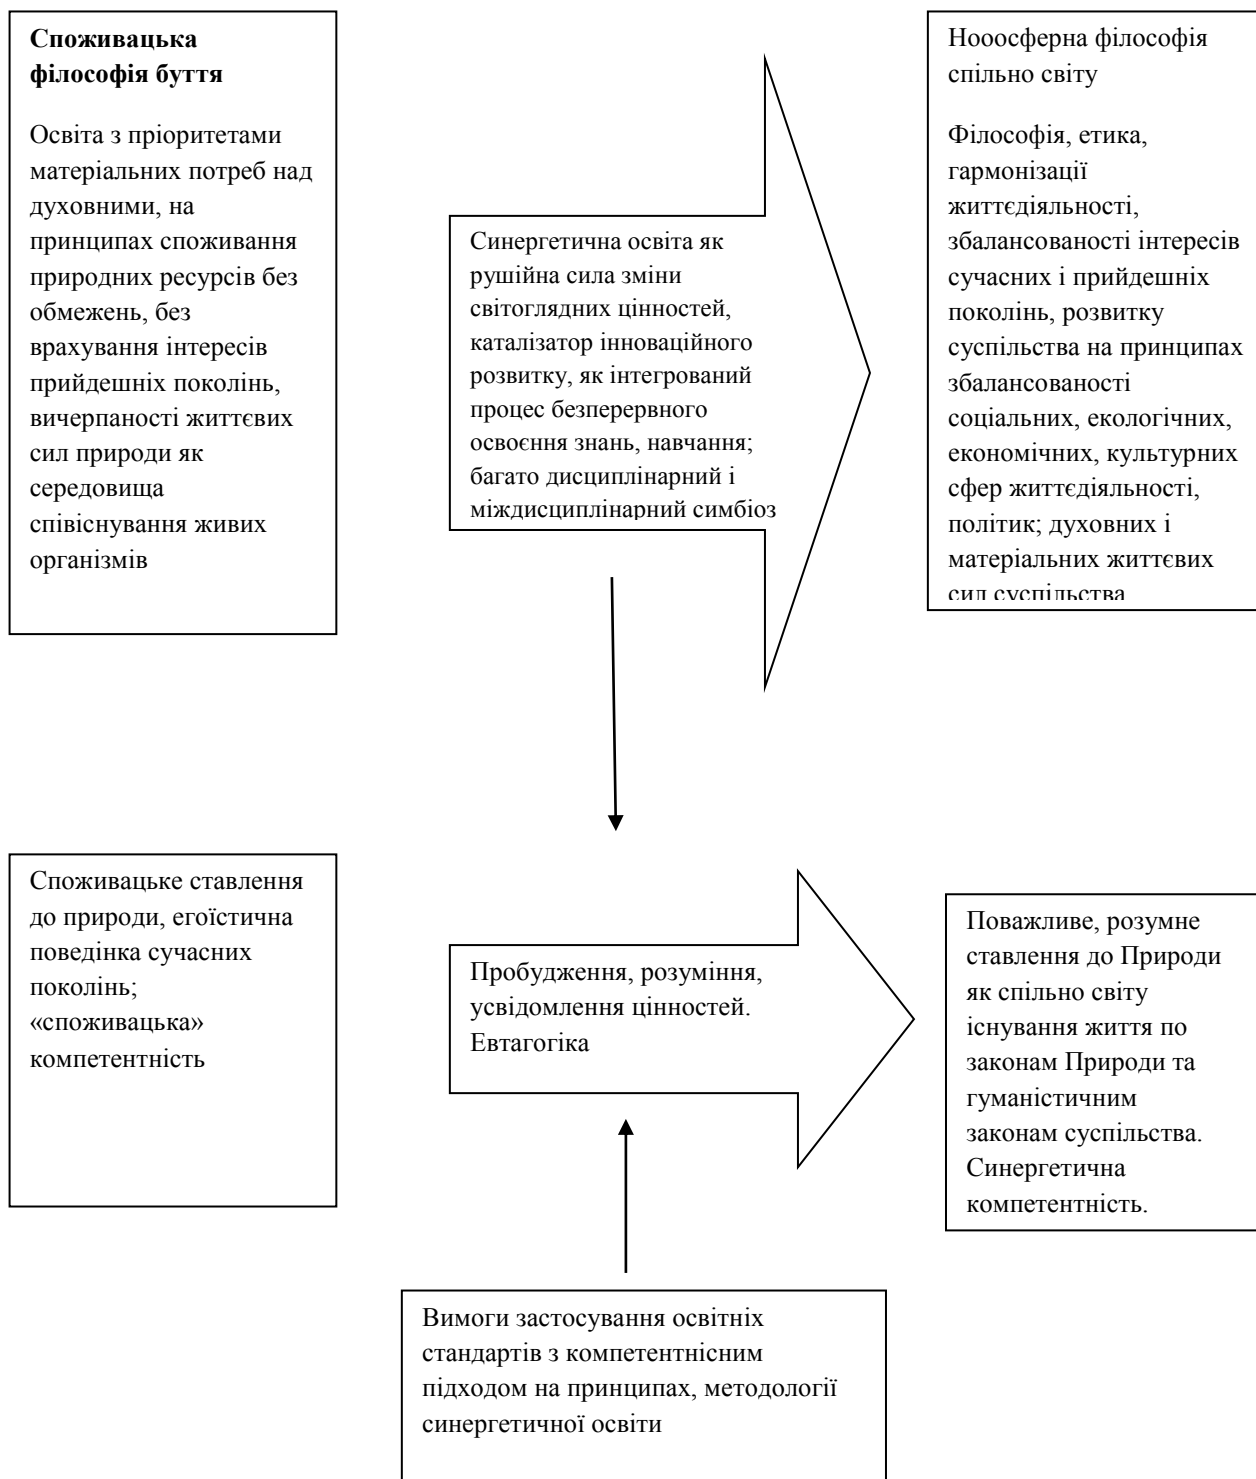 Споживацька
філософія буття
Освіта з пріоритетами
матеріальних потреб над
духовними, на
принципах споживання
природних ресурсів без
обмежень, без
врахування інтересів
прийдешніх поколінь,
вичерпаності життєвих
сил природи як
середовища
співіснування живих
організмів
Синергетична освіта як
рушійна сила зміни
світоглядних цінностей,
каталізатор інноваційного
розвитку, як інтегрований
процес безперервного
освоєння знань, навчання;
багато дисциплінарний і
міждисциплінарний симбіоз
Нооосферна філософія
спільно світу
Філософія, етика,
гармонізації
життєдіяльності,
збалансованості інтересів
сучасних і прийдешніх
поколінь, розвитку
суспільства на принципах
збалансованості
соціальних, екологічних,
економічних, культурних
сфер життєдіяльності,
політик; духовних і
матеріальних життєвих
сил суспільства
Споживацьке ставлення
до природи, егоїстична
поведінка сучасних
поколінь;
«споживацька»
компетентність
Пробудження, розуміння,
усвідомлення цінностей.
Евтагогіка
Поважливе, розумне
ставлення до Природи
як спільно світу
існування життя по
законам Природи та
гуманістичним
законам суспільства.
Синергетична
компетентність.
Вимоги застосування освітніх
стандартів з компетентнісним
підходом на принципах, методології
синергетичної освіти